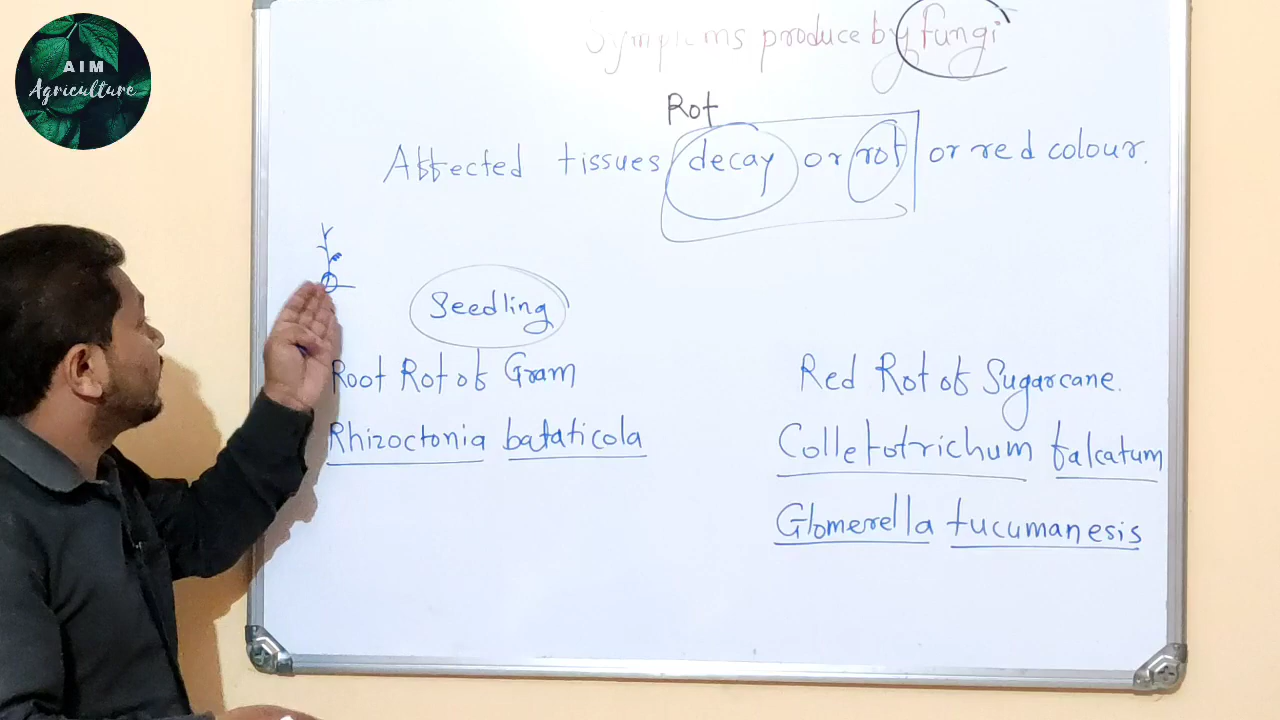 AIM
Agriculture
Symptoms produce by fungi
Rot
Affected tissues decay or rot or red colour.
Seedling
Root Rot of Gram
Rhizoctonia bataticola
Red Rot of Sugarcane.
Colletotrichum falcatum
Glomerella tucumanesis